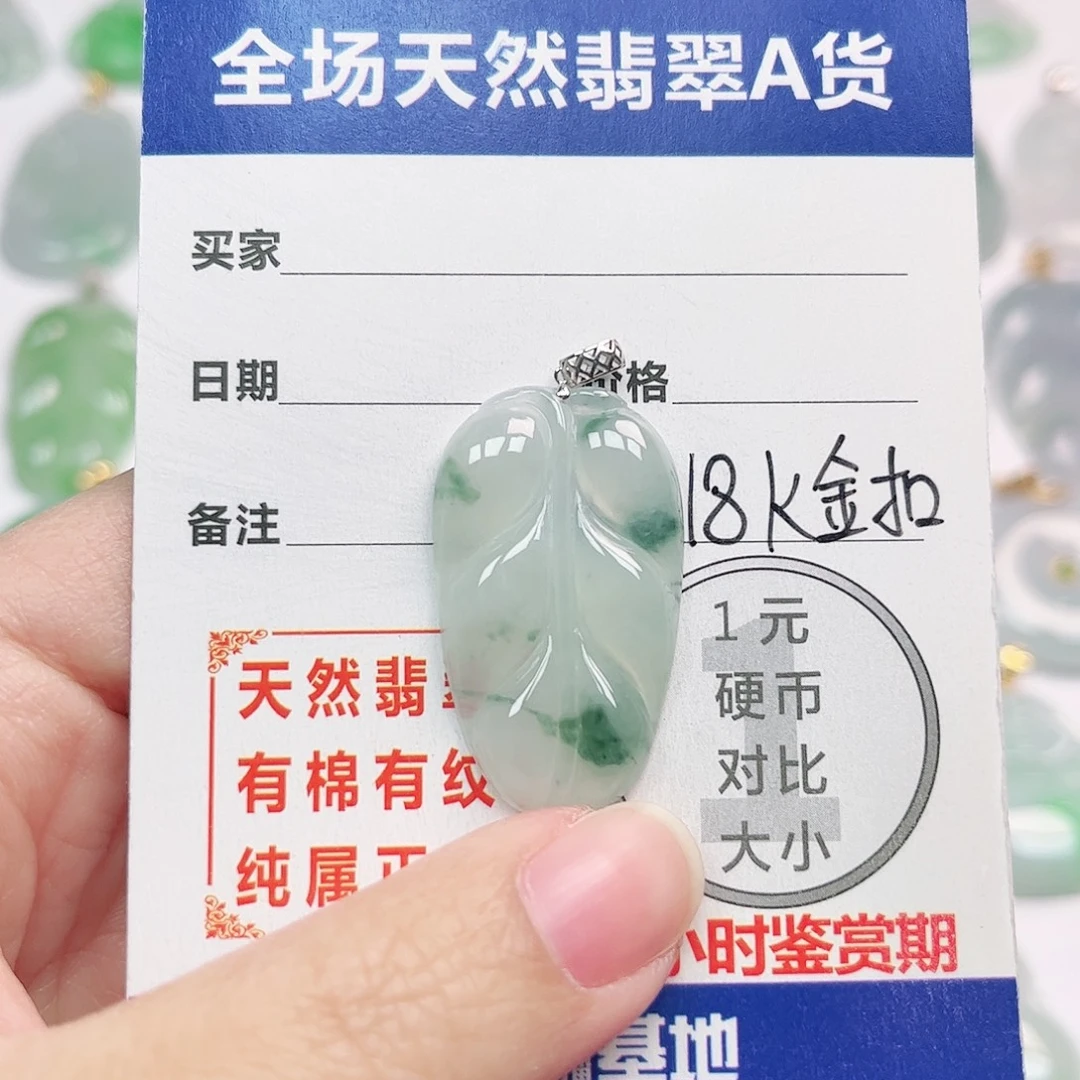 全场天然翡翠A货
买家
日期 价格
备注 18K金扣
天然翡翠
有棉有纹
纯属正
1元
硬币
对比
大小
小时鉴赏期
基地